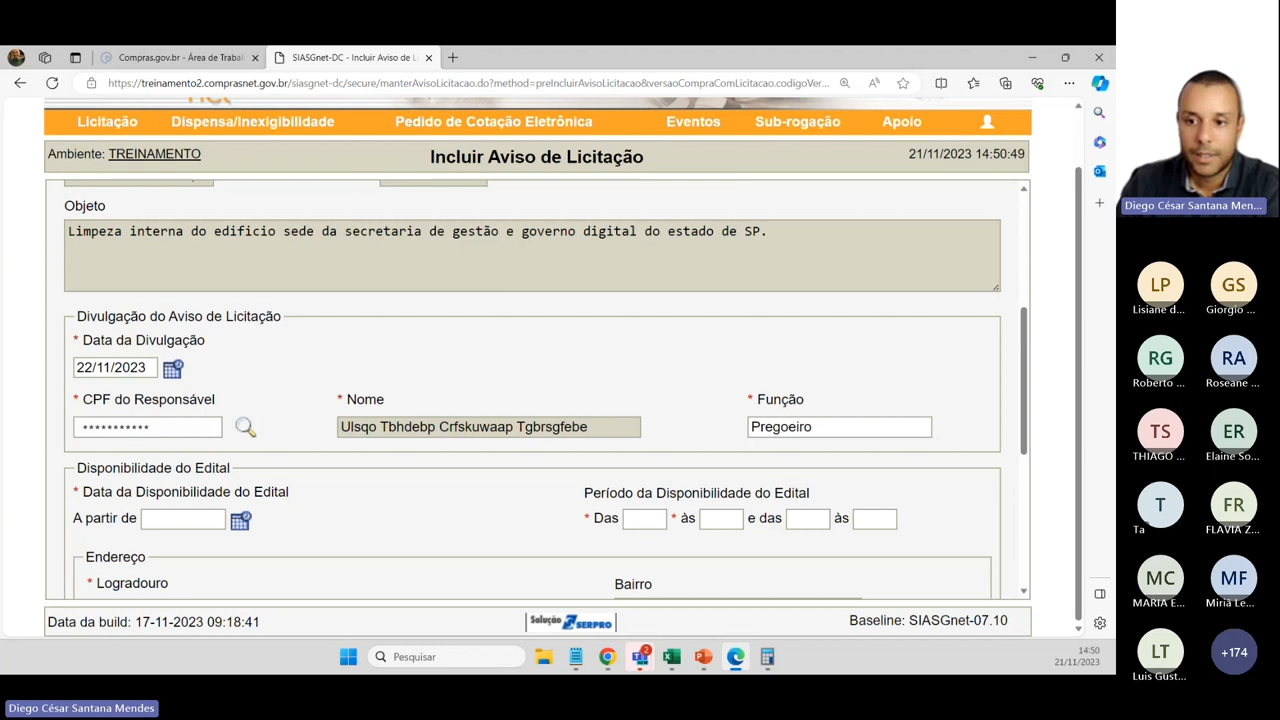 Compras.gov.br - Área de Trabal
SIASGnet-DC - Incluir Aviso de L
https://treinamento2.comprasnet.gov.br/siasgnet-dc/secure/manterAvisoLicitacao.do?method=preIncluirAvisoLicitacao&versaoCompraComLicitacao.codigoVer...
net
Licitação Dispensa/Inexigibilidade Pedido de Cotação Eletrônica Eventos Sub-rogação Apoio
Ambiente: TREINAMENTO Incluir Aviso de Licitação 21/11/2023 14:50:49
Objeto
Limpeza interna do edificio sede da secretaria de gestão e governo digital do estado de SP.
Divulgação do Aviso de Licitação
* Data da Divulgação
22/11/2023
* CPF do Responsável * Nome * Função
*********** Ulsqo Tbhdebp Crfskuwaap Tgbrsgfebe Pregoeiro
Disponibilidade do Edital
* Data da Disponibilidade do Edital Período da Disponibilidade do Edital
A partir de * Das * às e das às
Endereço
* Logradouro Bairro
Data da build: 17-11-2023 09:18:41 Solução SERPRO Baseline: SIASGnet-07.10
Pesquisar
2
14:50
21/11/2023
Diego César Santana Men...
LP GS
Lisiane d... Giorgio ...
RG RA
Roberto ... Roseane ...
TS ER
THIAGO ... Elaine So...
T FR
Ta FLAVIA Z...
MC MF
MARIA E... Miriã Le...
LT +174
Luis Gust...
Diego César Santana Mendes